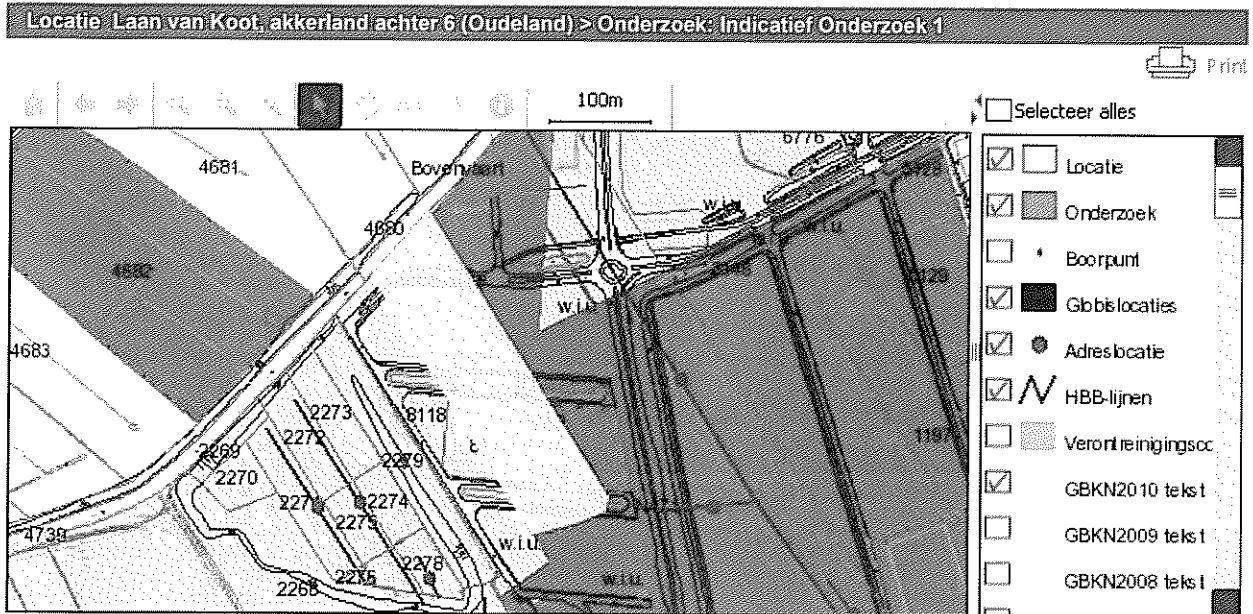 Locatie Laan van Koot, akkerland achter 6 (Oudeland) > Onderzoek: Indicatief Onderzoek 1
Print
100m
Selecteer alles
Locatie
Onderzoek
Boorpunt
Globislocaties
Adreslocatie
HBB-lijnen
Verontreinigingscc
GBKN2010 tekst
GBKN2009 tekst
GBKN2008 tekst
6776
4681
Bovenvaart
w.i.u.
4680
w.i.u.
4682
w.i.u.
4683
2273
8118
2272
2269
2279
2270
2274
2275
4739
2278
w.i.u.
2276
w.i.u.
2268